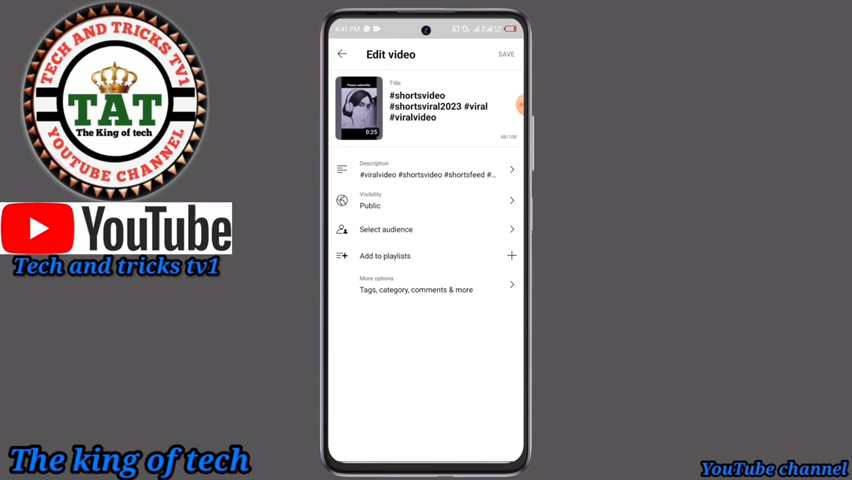 TECH AND TRICKS TV1
TAT
The King of tech
YOUTUBE CHANNEL
YouTube
Tech and tricks tv1
The king of tech
4:41 PM
Edit video
SAVE
Title
#shortsvideo
#shortsviral2023 #viral
#viralvideo
0:25
Description
#viralvideo #shortsvideo #shortsfeed #...
Visibility
Public
Select audience
Add to playlists
More options
Tags, category, comments & more
YouTube channel